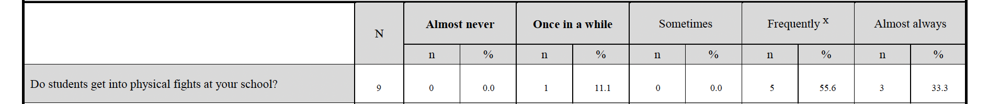 N Almost never Once in a while Sometimes Frequently x Almost always
n % n % n % n % n %
Do students get into physical fights at your school? 9 0 0.0 1 11.1 0 0.0 5 55.6 3 33.3